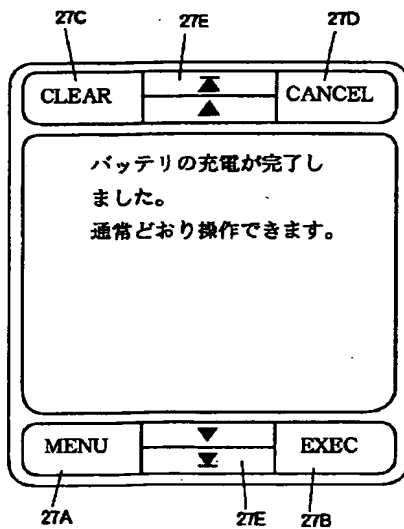 27C 27E 27D
CLEAR CANCEL
バッテリの充電が完了し
ました。
通常どおり操作できます。
MENU EXEC
27A 27E 27B